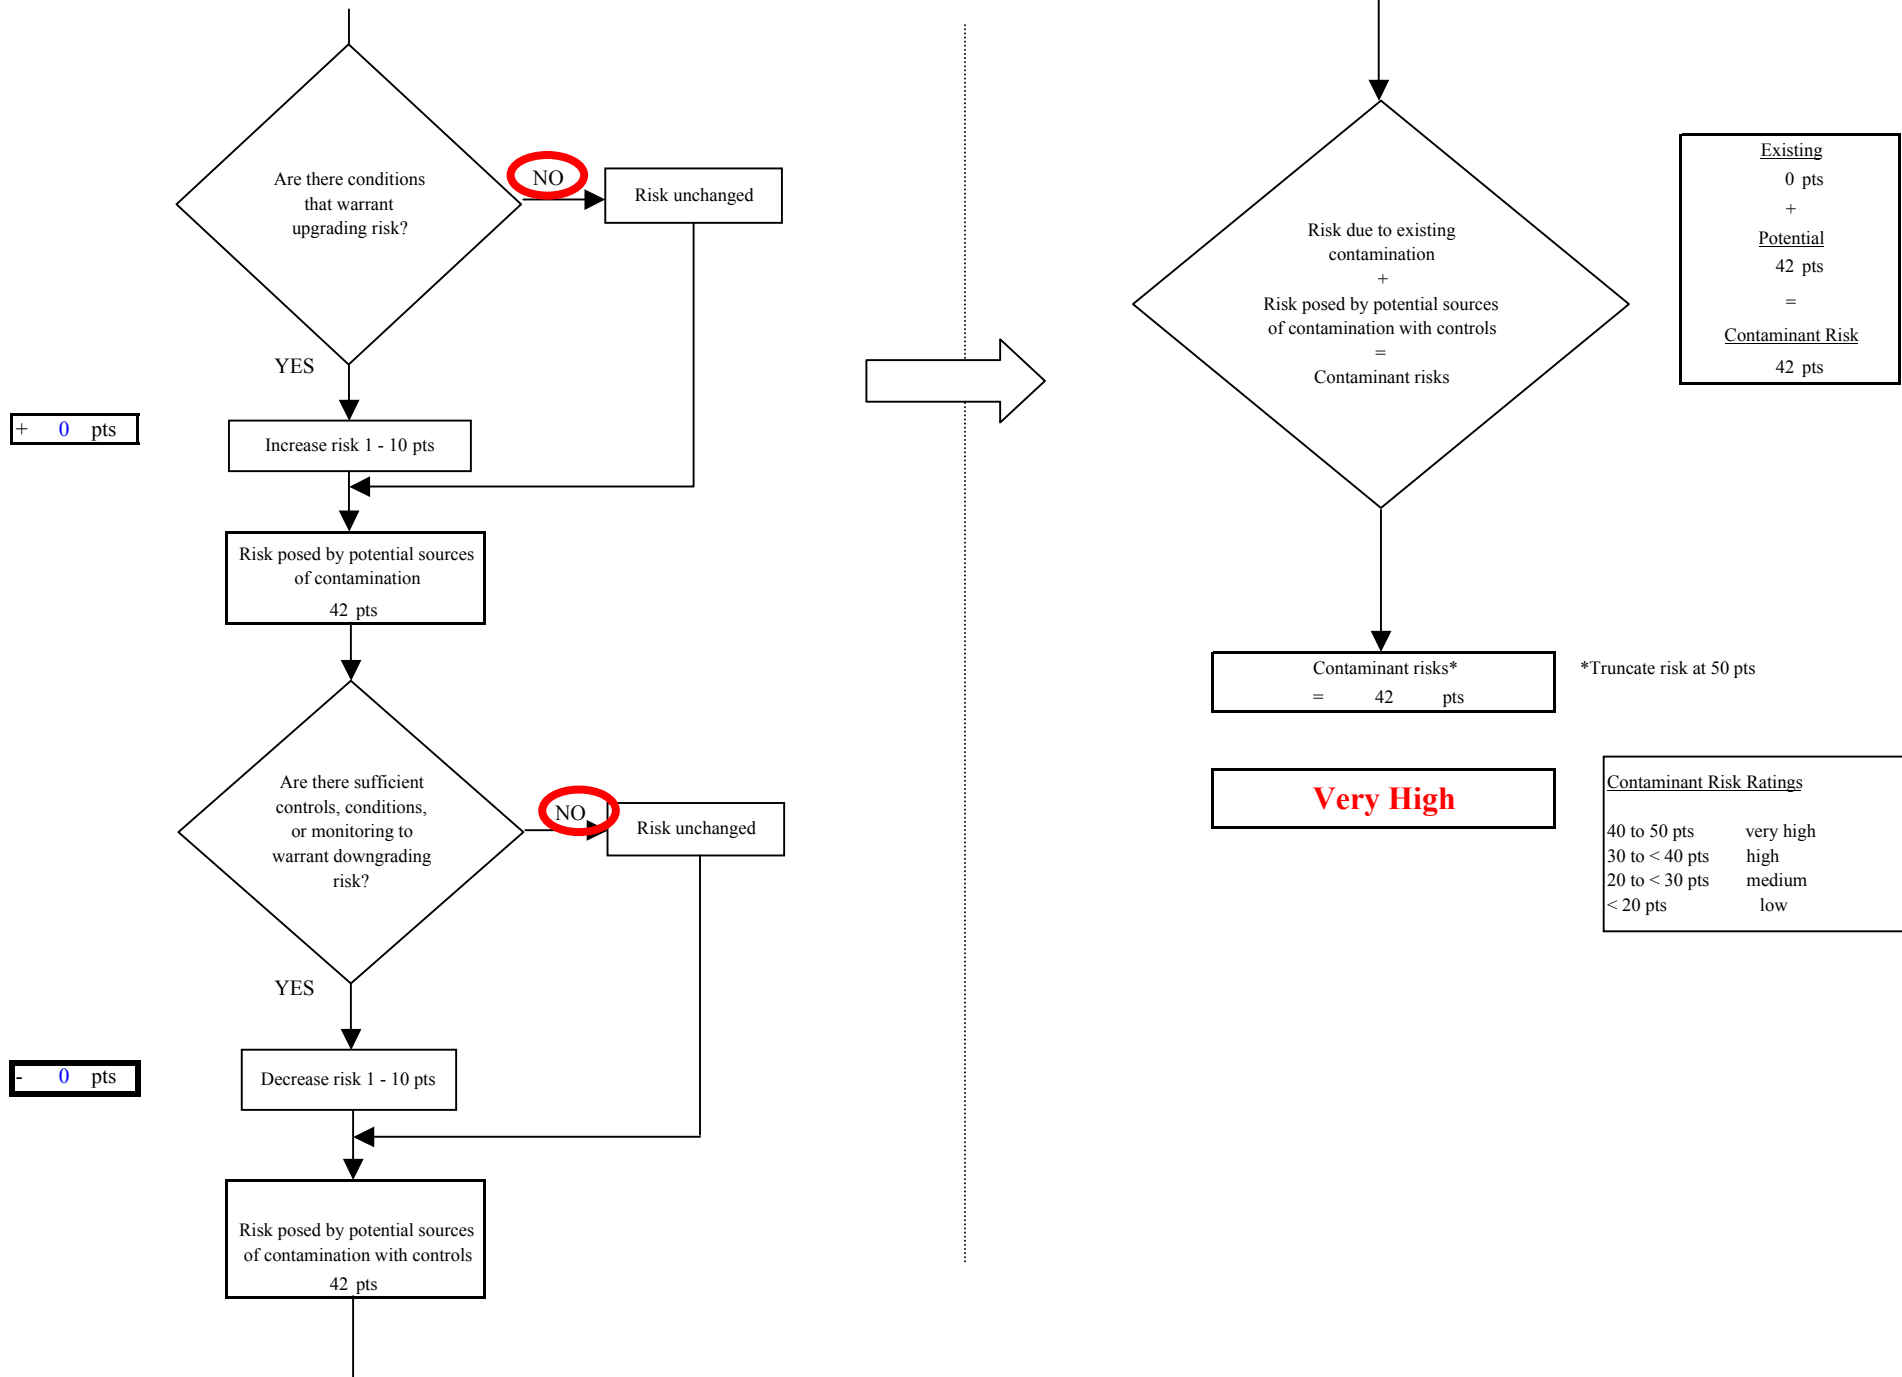 Are there conditions
that warrant
upgrading risk?
NO
Risk unchanged
YES
+ 0 pts
Increase risk 1 - 10 pts
Risk posed by potential sources
of contamination
42 pts
Are there sufficient
controls, conditions,
or monitoring to
warrant downgrading
risk?
NO
Risk unchanged
YES
- 0 pts
Decrease risk 1 - 10 pts
Risk posed by potential sources
of contamination with controls
42 pts
Risk due to existing
contamination
+
Risk posed by potential sources
of contamination with controls
=
Contaminant risks
Existing
0 pts
+
Potential
42 pts
=
Contaminant Risk
42 pts
Contaminant risks*
= 42 pts
*Truncate risk at 50 pts
Very High
Contaminant Risk Ratings
40 to 50 pts very high
30 to < 40 pts high
20 to < 30 pts medium
< 20 pts low